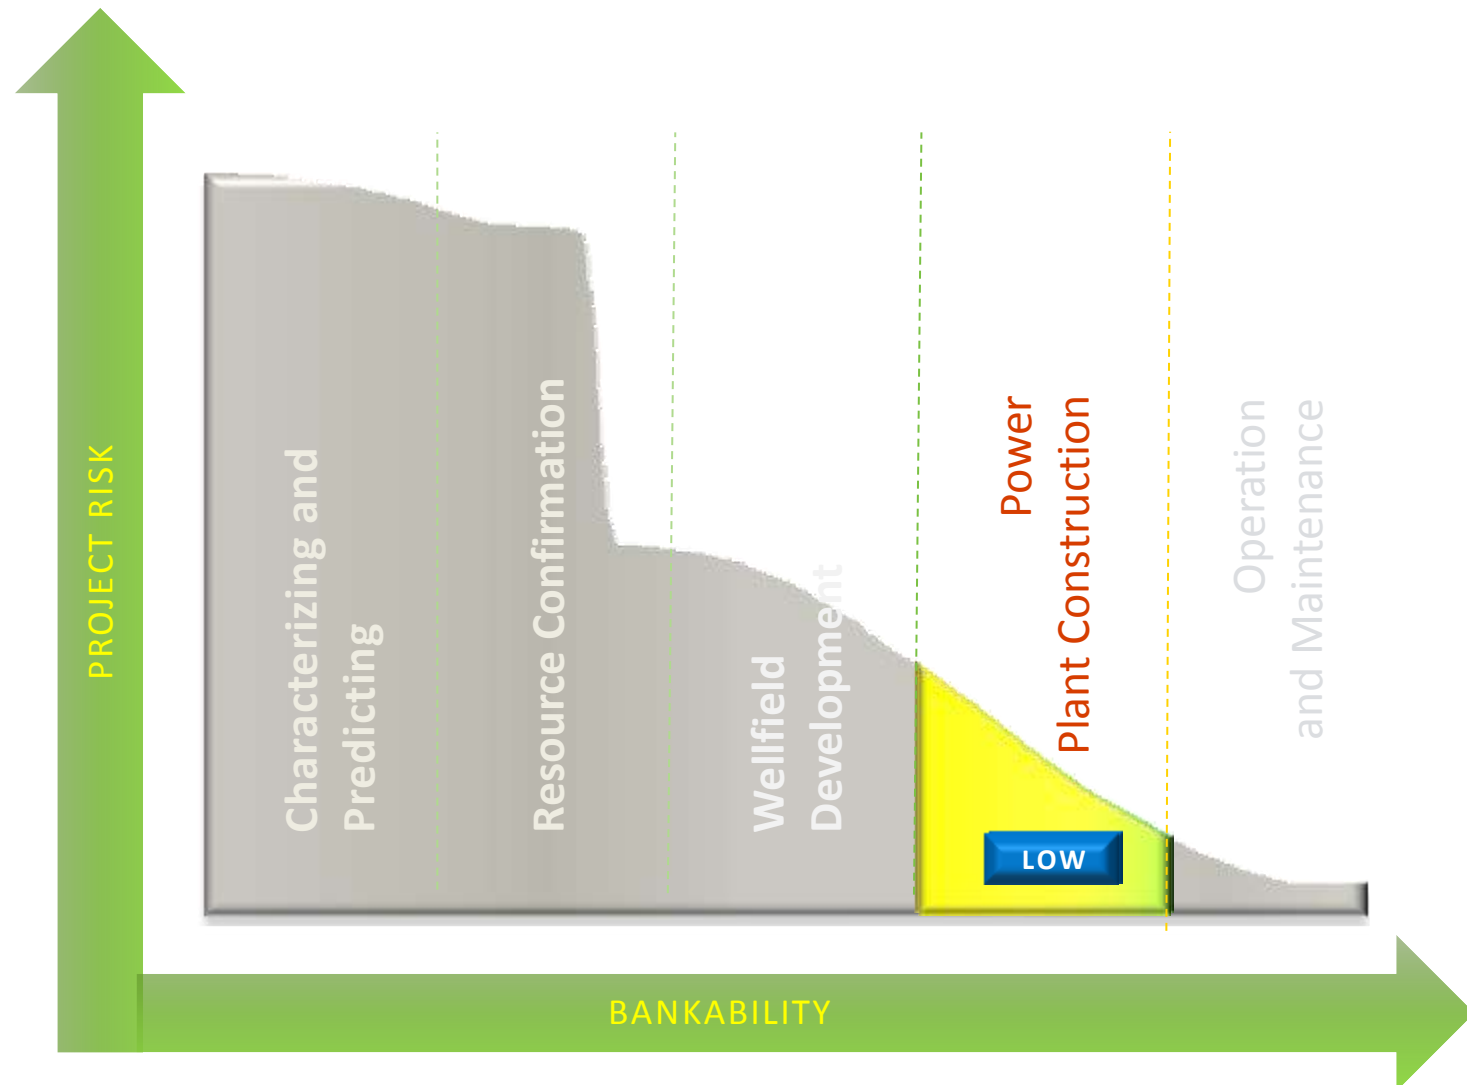 PROJECT RISK
Characterizing and
Predicting
Resource Confirmation
Wellfield
Development
Power
Plant Construction
Operation
and Maintenance
LOW
BANKABILITY